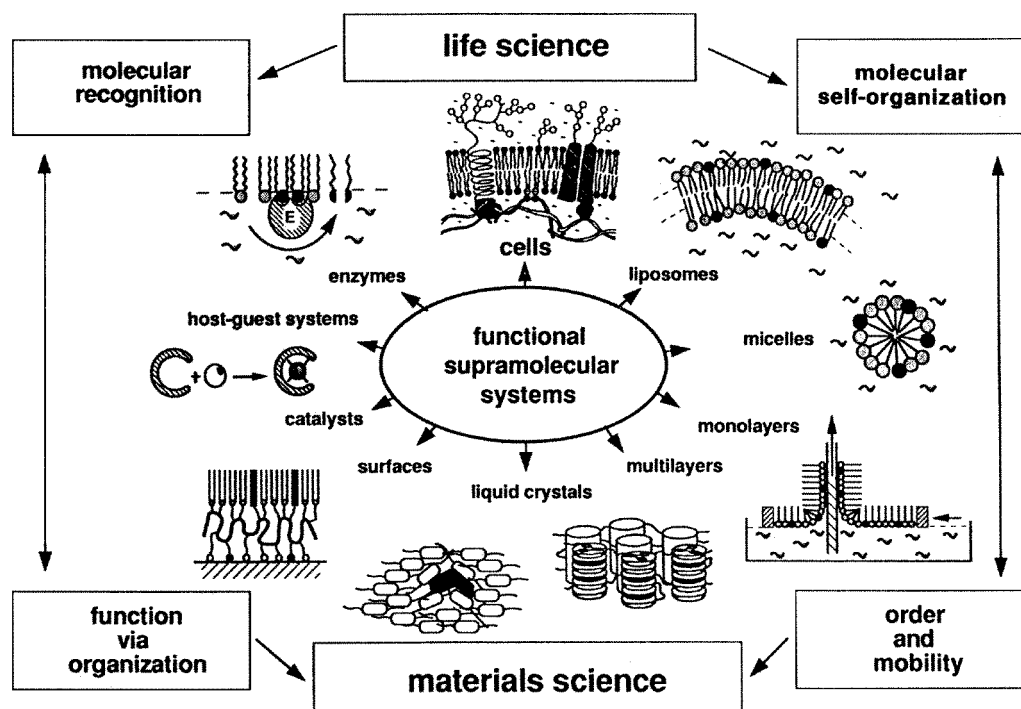 life science
molecular
recognition
molecular
self-organization
E
cells
enzymes
liposomes
host-guest systems
functional
supramolecular
systems
micelles
+
catalysts
monolayers
surfaces
multilayers
liquid crystals
function
via
organization
order
and
mobility
materials science